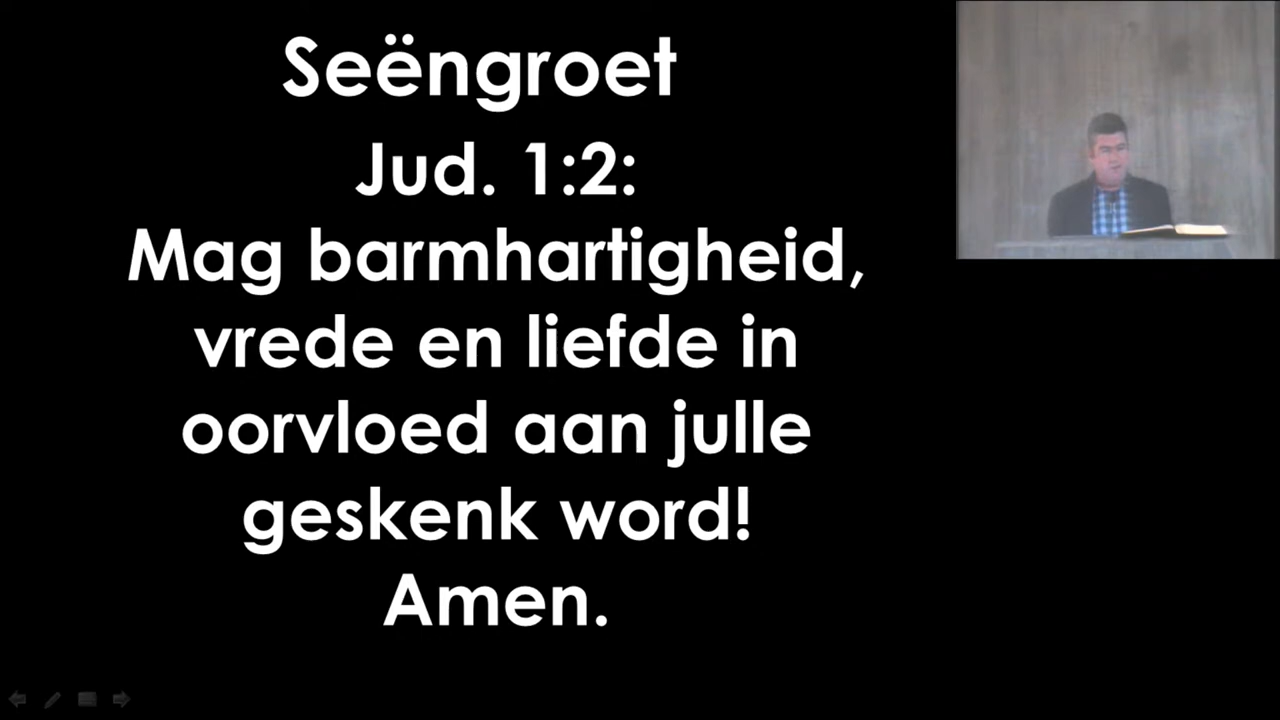 Seëngroet
Jud. 1:2:
Mag barmhartigheid,
vrede en liefde in
oorvloed aan julle
geskenk word!
Amen.